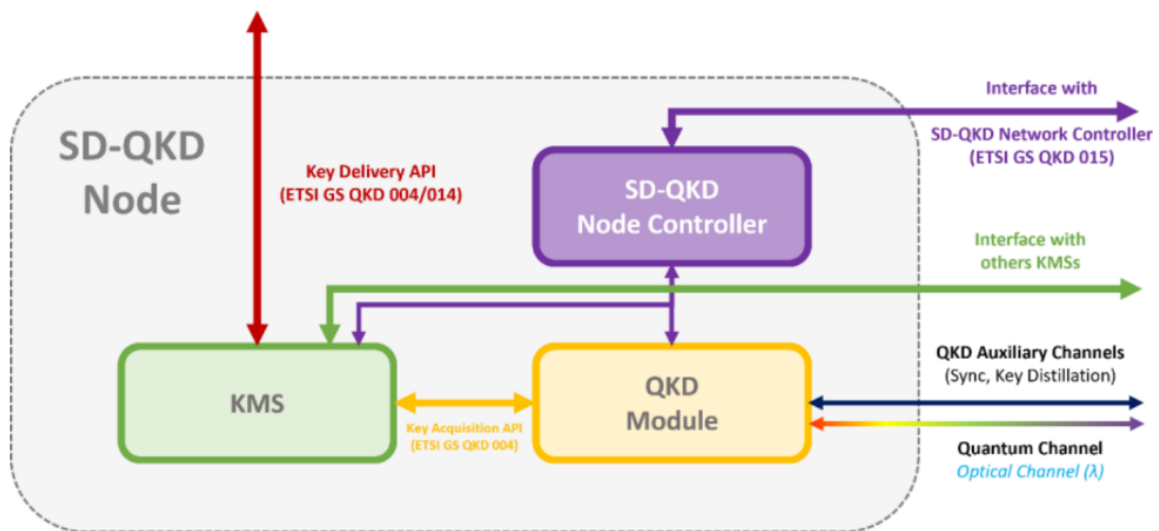 SD-QKD
Node
Key Delivery API
(ETSI GS QKD 004/014)
Interface with
SD-QKD Network Controller
(ETSI GS QKD 015)
SD-QKD
Node Controller
Interface with
others KMSs
KMS
Key Acquisition API
(ETSI GS QKD 004)
QKD
Module
QKD Auxiliary Channels
(Sync, Key Distillation)
Quantum Channel
Optical Channel (λ)